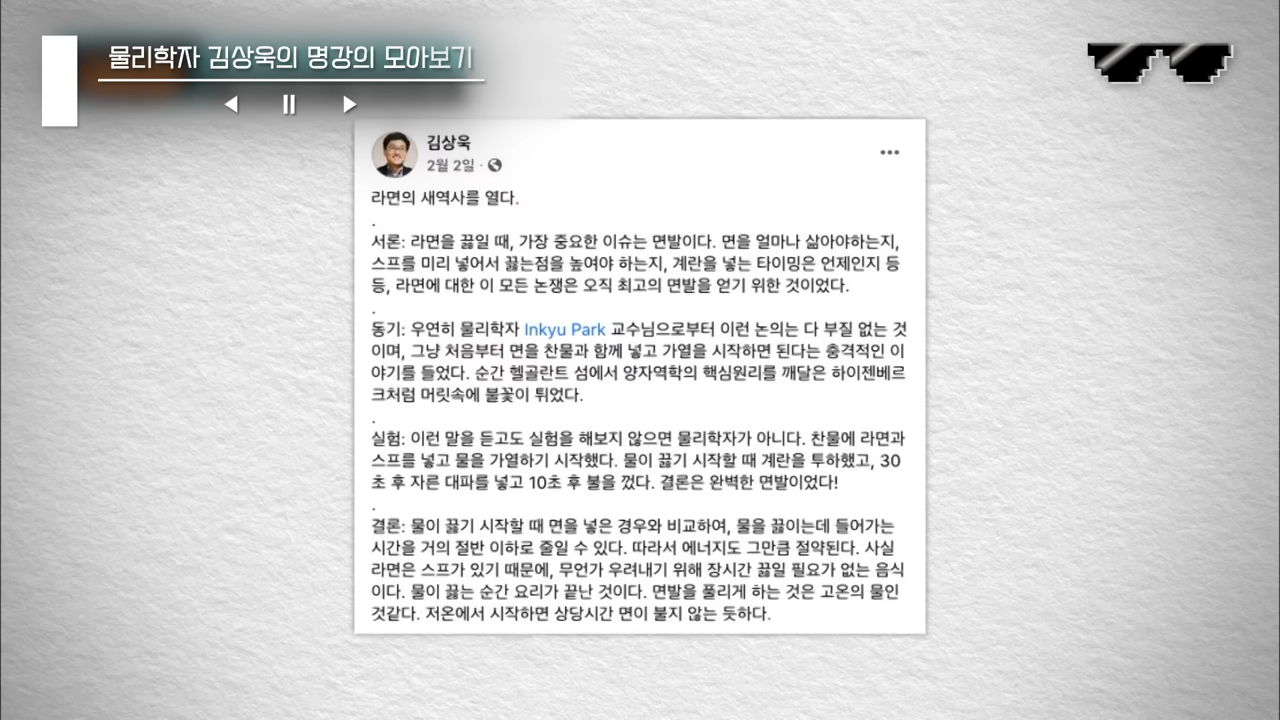 물리학자 김상욱의 명강의 모아보기
김상욱
2월 2일 ·
라면의 새역사를 열다.
.
서론: 라면을 끓일 때, 가장 중요한 이슈는 면발이다. 면을 얼마나 삶아야하는지,
스프를 미리 넣어서 끓는점을 높여야 하는지, 계란을 넣는 타이밍은 언제인지 등
등, 라면에 대한 이 모든 논쟁은 오직 최고의 면발을 얻기 위한 것이었다.
.
동기: 우연히 물리학자 Inkyu Park 교수님으로부터 이런 논의는 다 부질 없는 것
이며, 그냥 처음부터 면을 찬물과 함께 넣고 가열을 시작하면 된다는 충격적인 이
야기를 들었다. 순간 헬골란트 섬에서 양자역학의 핵심원리를 깨달은 하이젠베르
크처럼 머릿속에 불꽃이 튀었다.
.
실험: 이런 말을 듣고도 실험을 해보지 않으면 물리학자가 아니다. 찬물에 라면과
스프를 넣고 물을 가열하기 시작했다. 물이 끓기 시작할 때 계란을 투하했고, 30
초 후 자른 대파를 넣고 10초 후 불을 껐다. 결론은 완벽한 면발이었다!
.
결론: 물이 끓기 시작할 때 면을 넣은 경우와 비교하여, 물을 끓이는데 들어가는
시간을 거의 절반 이하로 줄일 수 있다. 따라서 에너지도 그만큼 절약된다. 사실
라면은 스프가 있기 때문에, 무언가 우려내기 위해 장시간 끓일 필요가 없는 음식
이다. 물이 끓는 순간 요리가 끝난 것이다. 면발을 풀리게 하는 것은 고온의 물인
것같다. 저온에서 시작하면 상당시간 면이 불지 않는 듯하다.